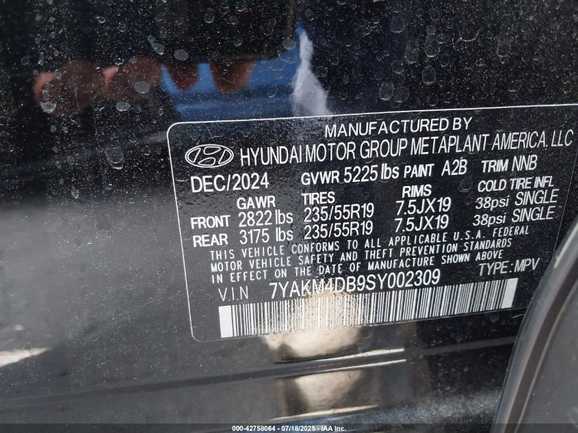 MANUFACTURED BY
HYUNDAI MOTOR GROUP METAPLANT AMERICA, LLC
DEC/2024 GVWR 5225 lbs PAINT A2B TRIM NNB
GAWR TIRES RIMS COLD TIRE INFL
FRONT 2822 lbs 235/55R19 7.5JX19 38psi SINGLE
REAR 3175 lbs 235/55R19 7.5JX19 38psi SINGLE
THIS VEHICLE CONFORMS TO ALL APPLICABLE U.S.A. FEDERAL
MOTOR VEHICLE SAFETY AND THEFT PREVENTION STANDARDS
IN EFFECT ON THE DATE OF MANUFACTURE SHOWN ABOVE.
V.I.N 7YAKM4DB9SY002309 TYPE: MPV
000-42758064 / 07/18/2025 - IAAI, Inc.